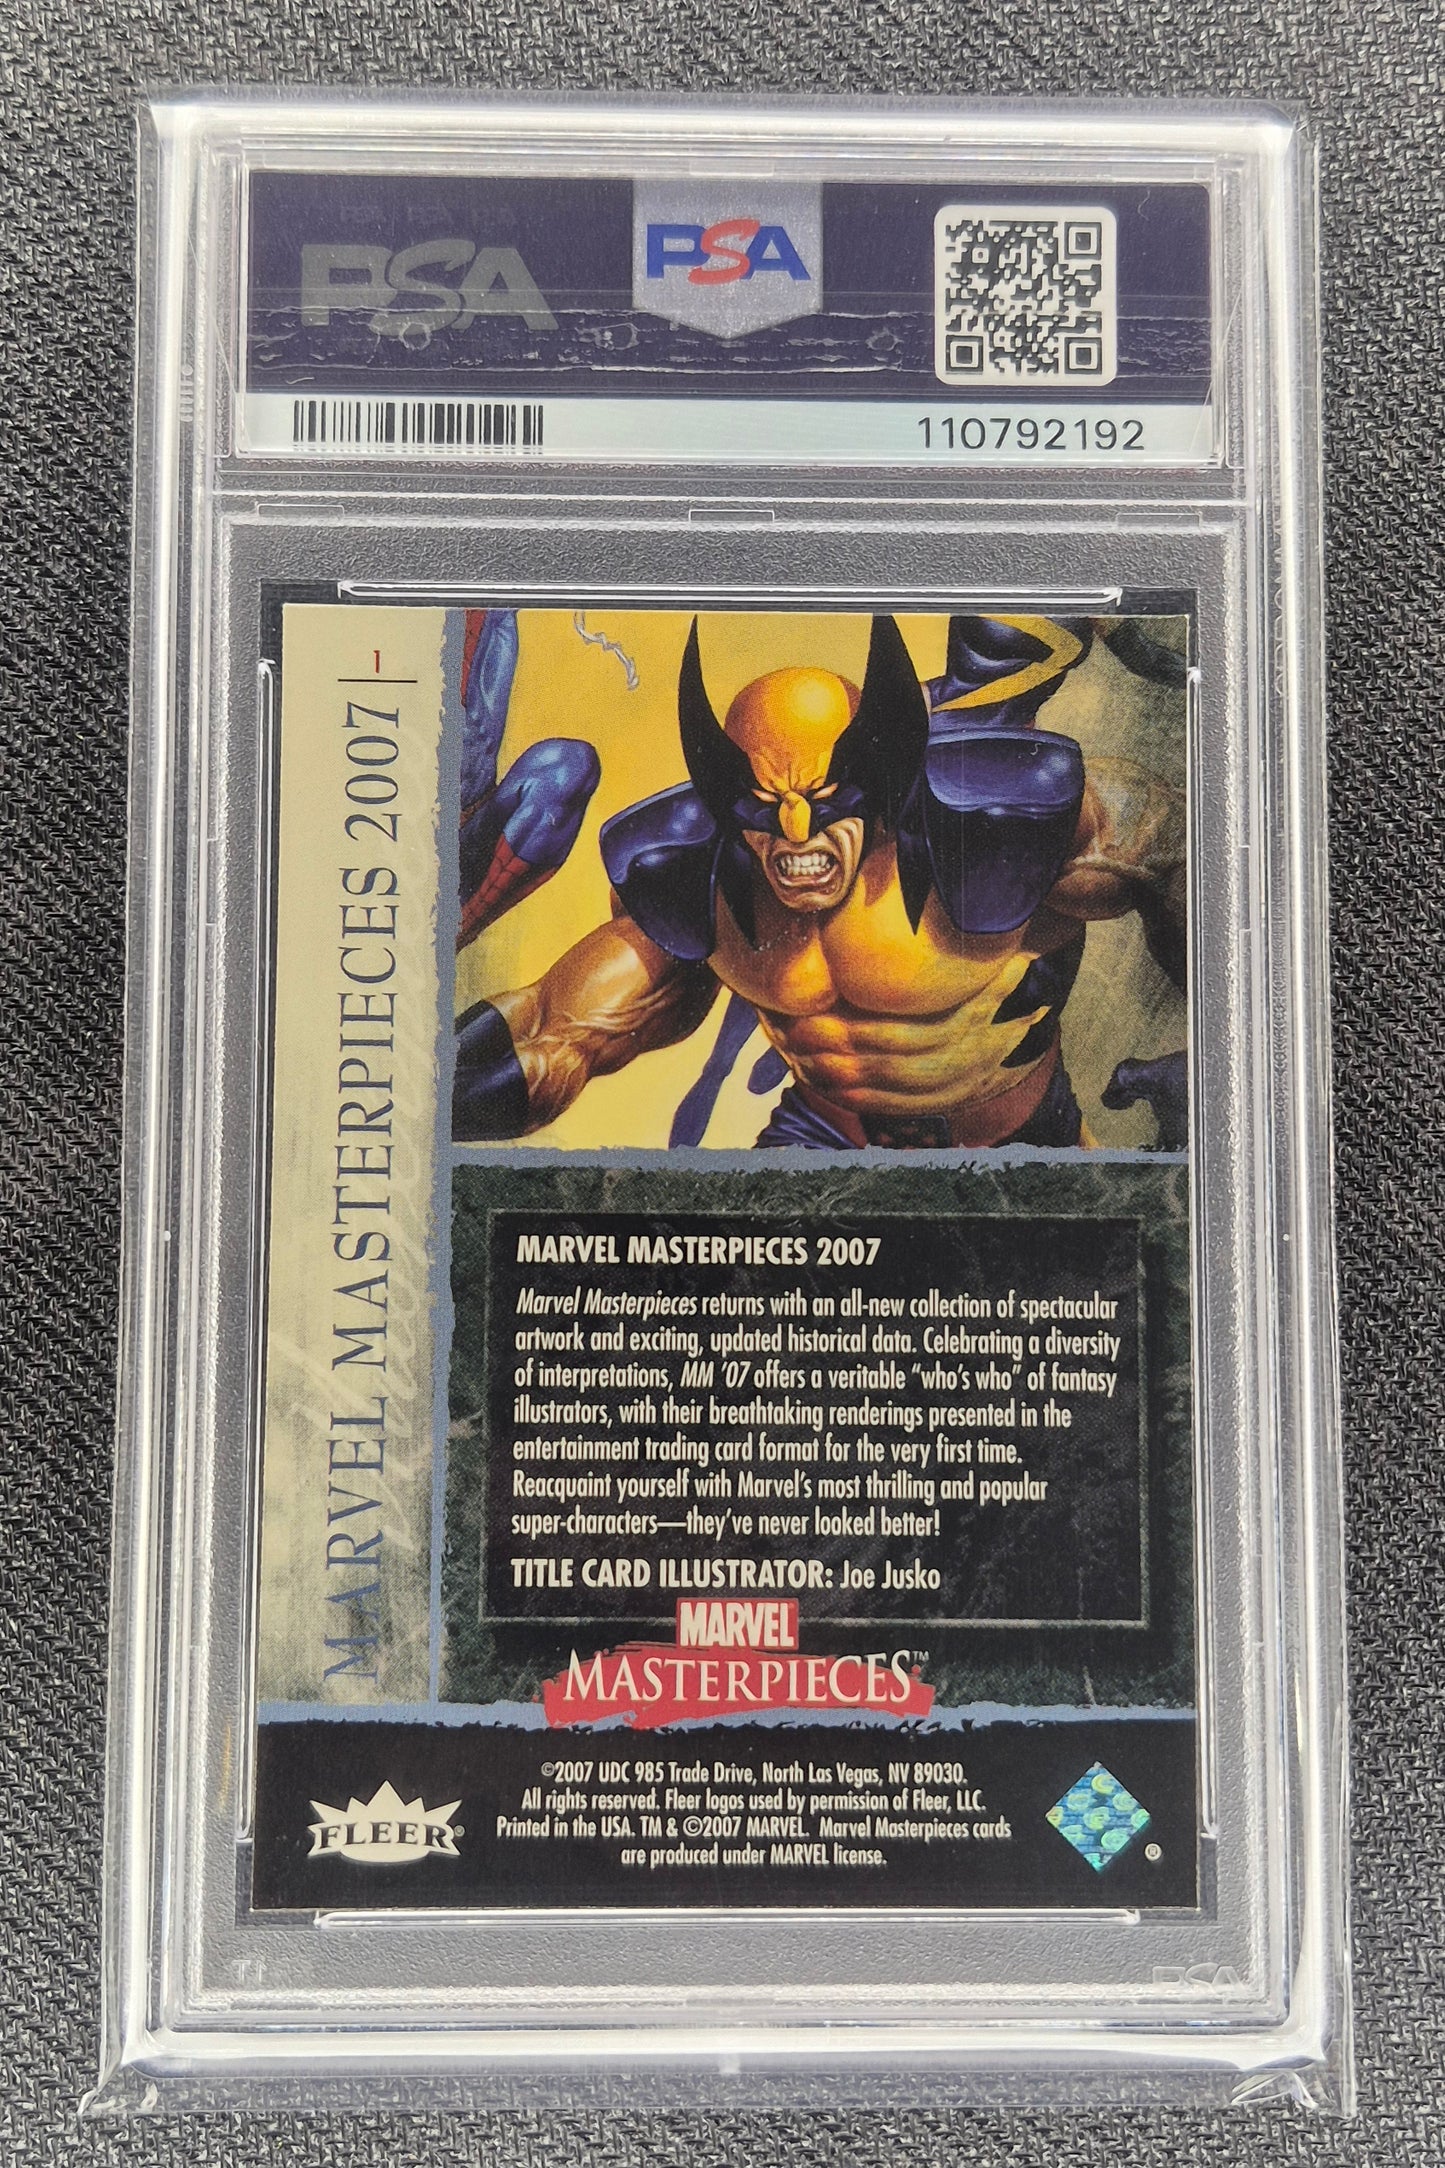 PSA
PSA
110792192
MARVEL MASTERPIECES 2007 | 1
MARVEL MASTERPIECES 2007
Marvel Masterpieces returns with an all-new collection of spectacular
artwork and exciting, updated historical data. Celebrating a diversity
of interpretations, MM '07 offers a veritable "who's who" of fantasy
illustrators, with their breathtaking renderings presented in the
entertainment trading card format for the very first time.
Reacquaint yourself with Marvel's most thrilling and popular
super-characters—they've never looked better!
TITLE CARD ILLUSTRATOR: Joe Jusko
MARVEL
MASTERPIECES™
©2007 UDC 985 Trade Drive, North Las Vegas, NV 89030.
All rights reserved. Fleer logos used by permission of Fleer, LLC.
Printed in the USA. TM & ©2007 MARVEL. Marvel Masterpieces cards
are produced under MARVEL license.
FLEER®
®
PSA